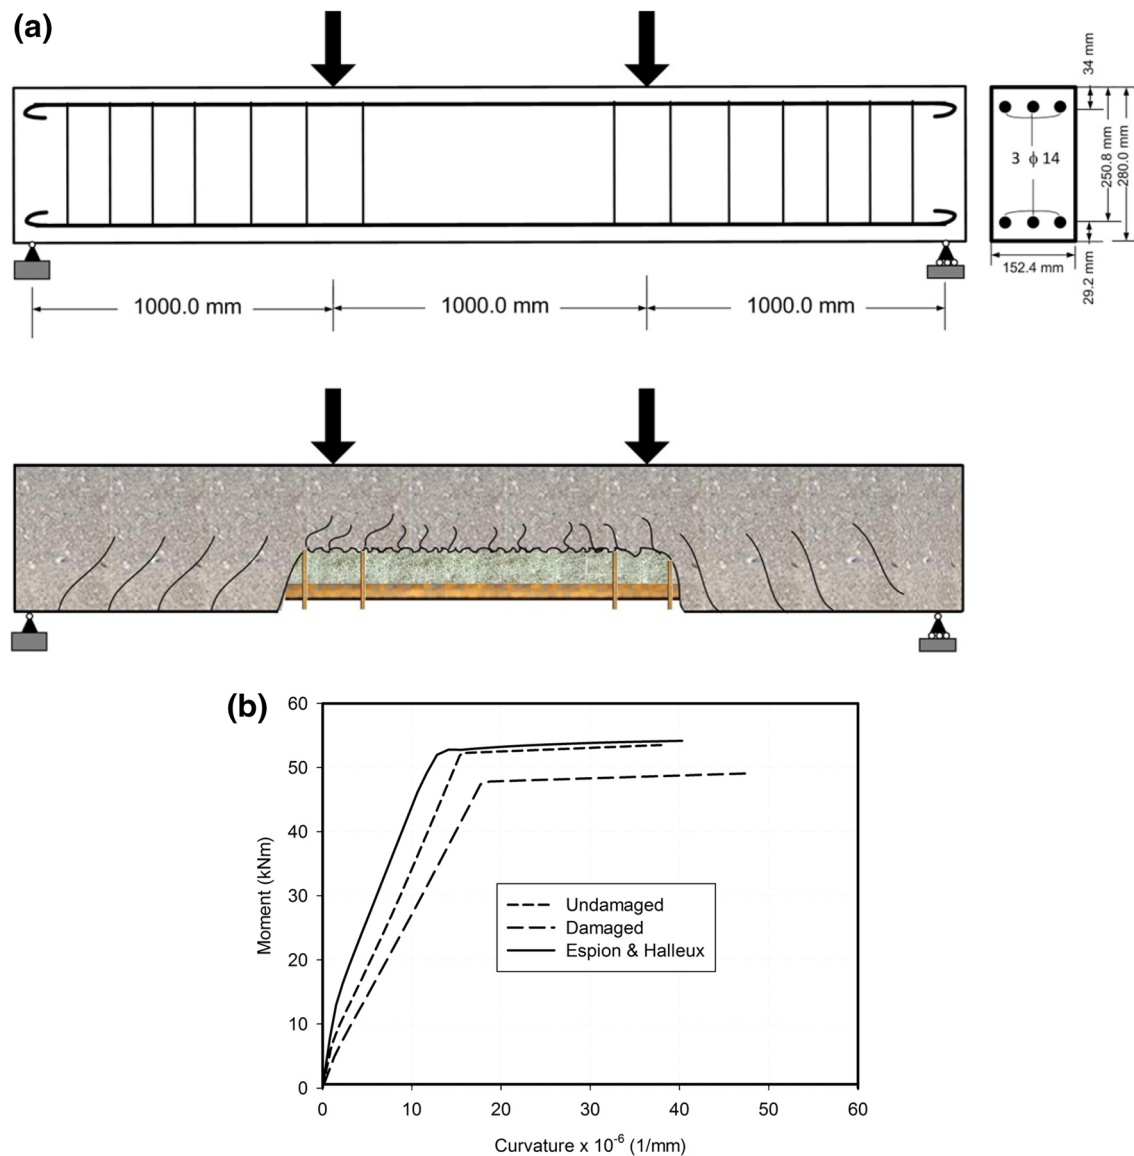 (a)
34 mm
3 ϕ 14
250.8 mm
280.0 mm
152.4 mm
29.2 mm
1000.0 mm
1000.0 mm
1000.0 mm
(b)
60
50
40
30
20
10
0
Moment (kNm)
Undamaged
Damaged
Espion & Halleux
0 10 20 30 40 50 60
Curvature x 10⁻⁶ (1/mm)